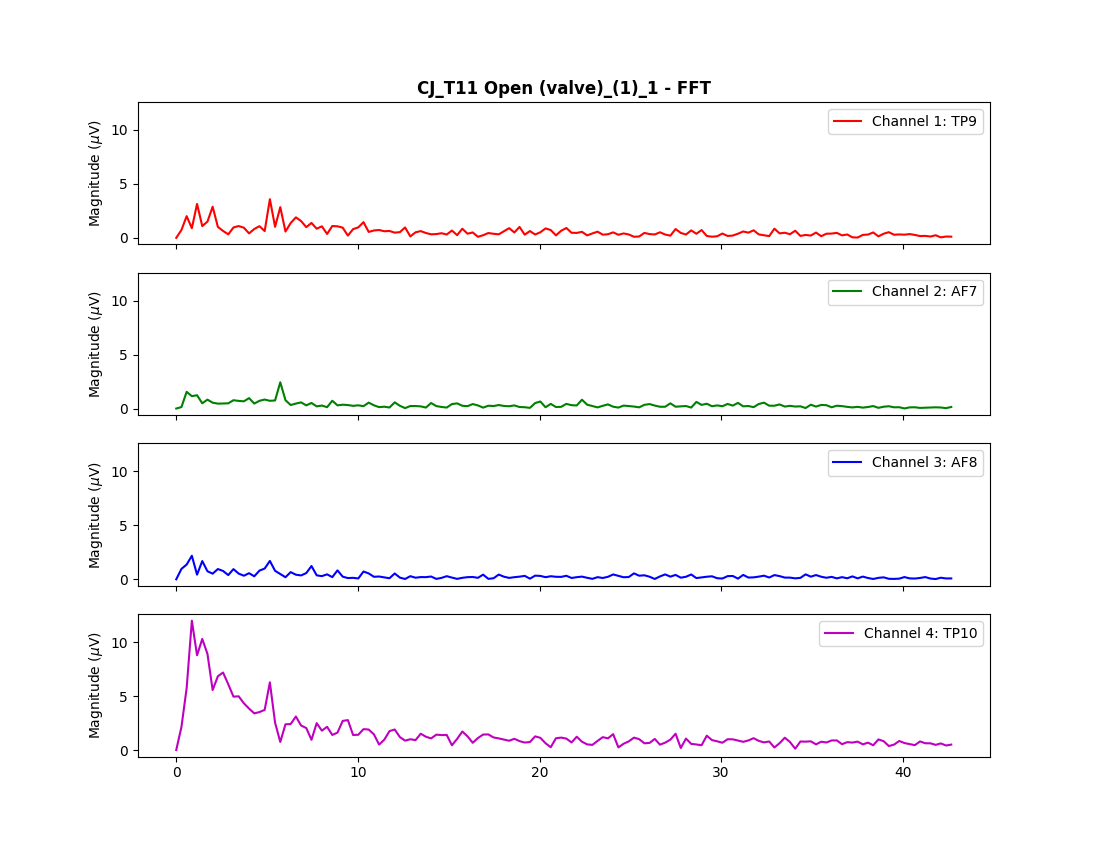 CJ_T11 Open (valve)_(1)_1 - FFT
Magnitude (μV)
10
5
0
Channel 1: TP9
Magnitude (μV)
10
5
0
Channel 2: AF7
Magnitude (μV)
10
5
0
Channel 3: AF8
Magnitude (μV)
10
5
0
Channel 4: TP10
0 10 20 30 40